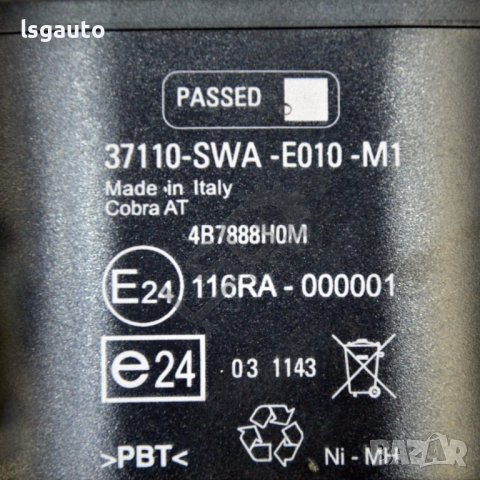 lsgauto
PASSED
37110-SWA -E010 -M1
Made in Italy
Cobra AT
4B7888H0M
E24 116RA - 000001
e24 03 1143
>PBT< Ni - MH
BAZAR